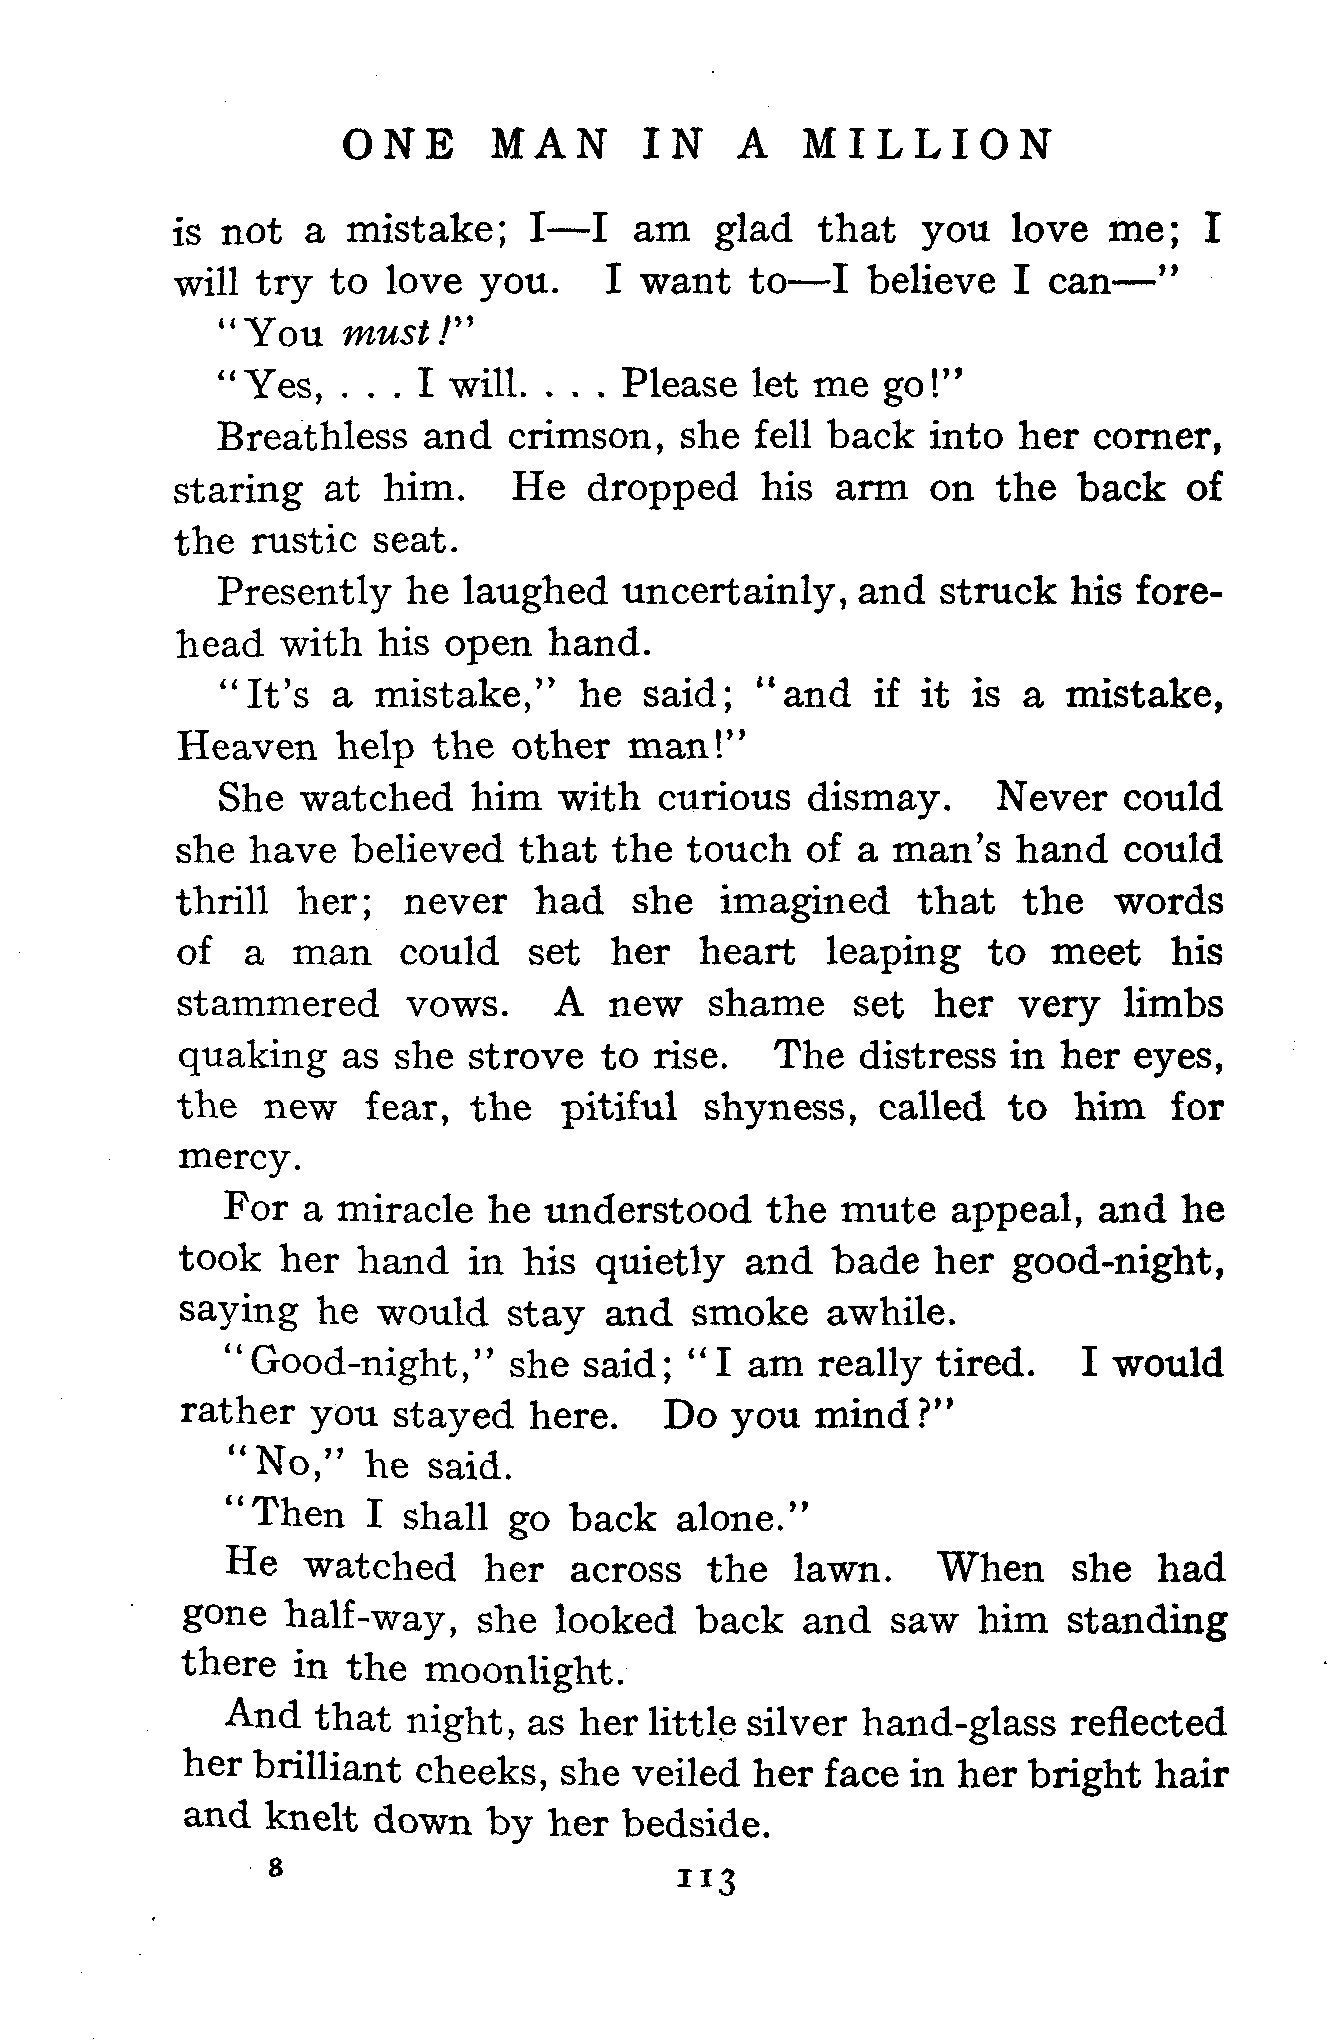 ONE MAN IN A MILLION
is not a mistake; I—I am glad that you love me; I
will try to love you. I want to—I believe I can—"
"You must!"
"Yes, . . . I will. . . . Please let me go!"
Breathless and crimson, she fell back into her corner,
staring at him. He dropped his arm on the back of
the rustic seat.
Presently he laughed uncertainly, and struck his fore-
head with his open hand.
"It's a mistake," he said; "and if it is a mistake,
Heaven help the other man!"
She watched him with curious dismay. Never could
she have believed that the touch of a man's hand could
thrill her; never had she imagined that the words
of a man could set her heart leaping to meet his
stammered vows. A new shame set her very limbs
quaking as she strove to rise. The distress in her eyes,
the new fear, the pitiful shyness, called to him for
mercy.
For a miracle he understood the mute appeal, and he
took her hand in his quietly and bade her good-night,
saying he would stay and smoke awhile.
"Good-night," she said; "I am really tired. I would
rather you stayed here. Do you mind?"
"No," he said.
"Then I shall go back alone."
He watched her across the lawn. When she had
gone half-way, she looked back and saw him standing
there in the moonlight.
And that night, as her little silver hand-glass reflected
her brilliant cheeks, she veiled her face in her bright hair
and knelt down by her bedside.
8 113